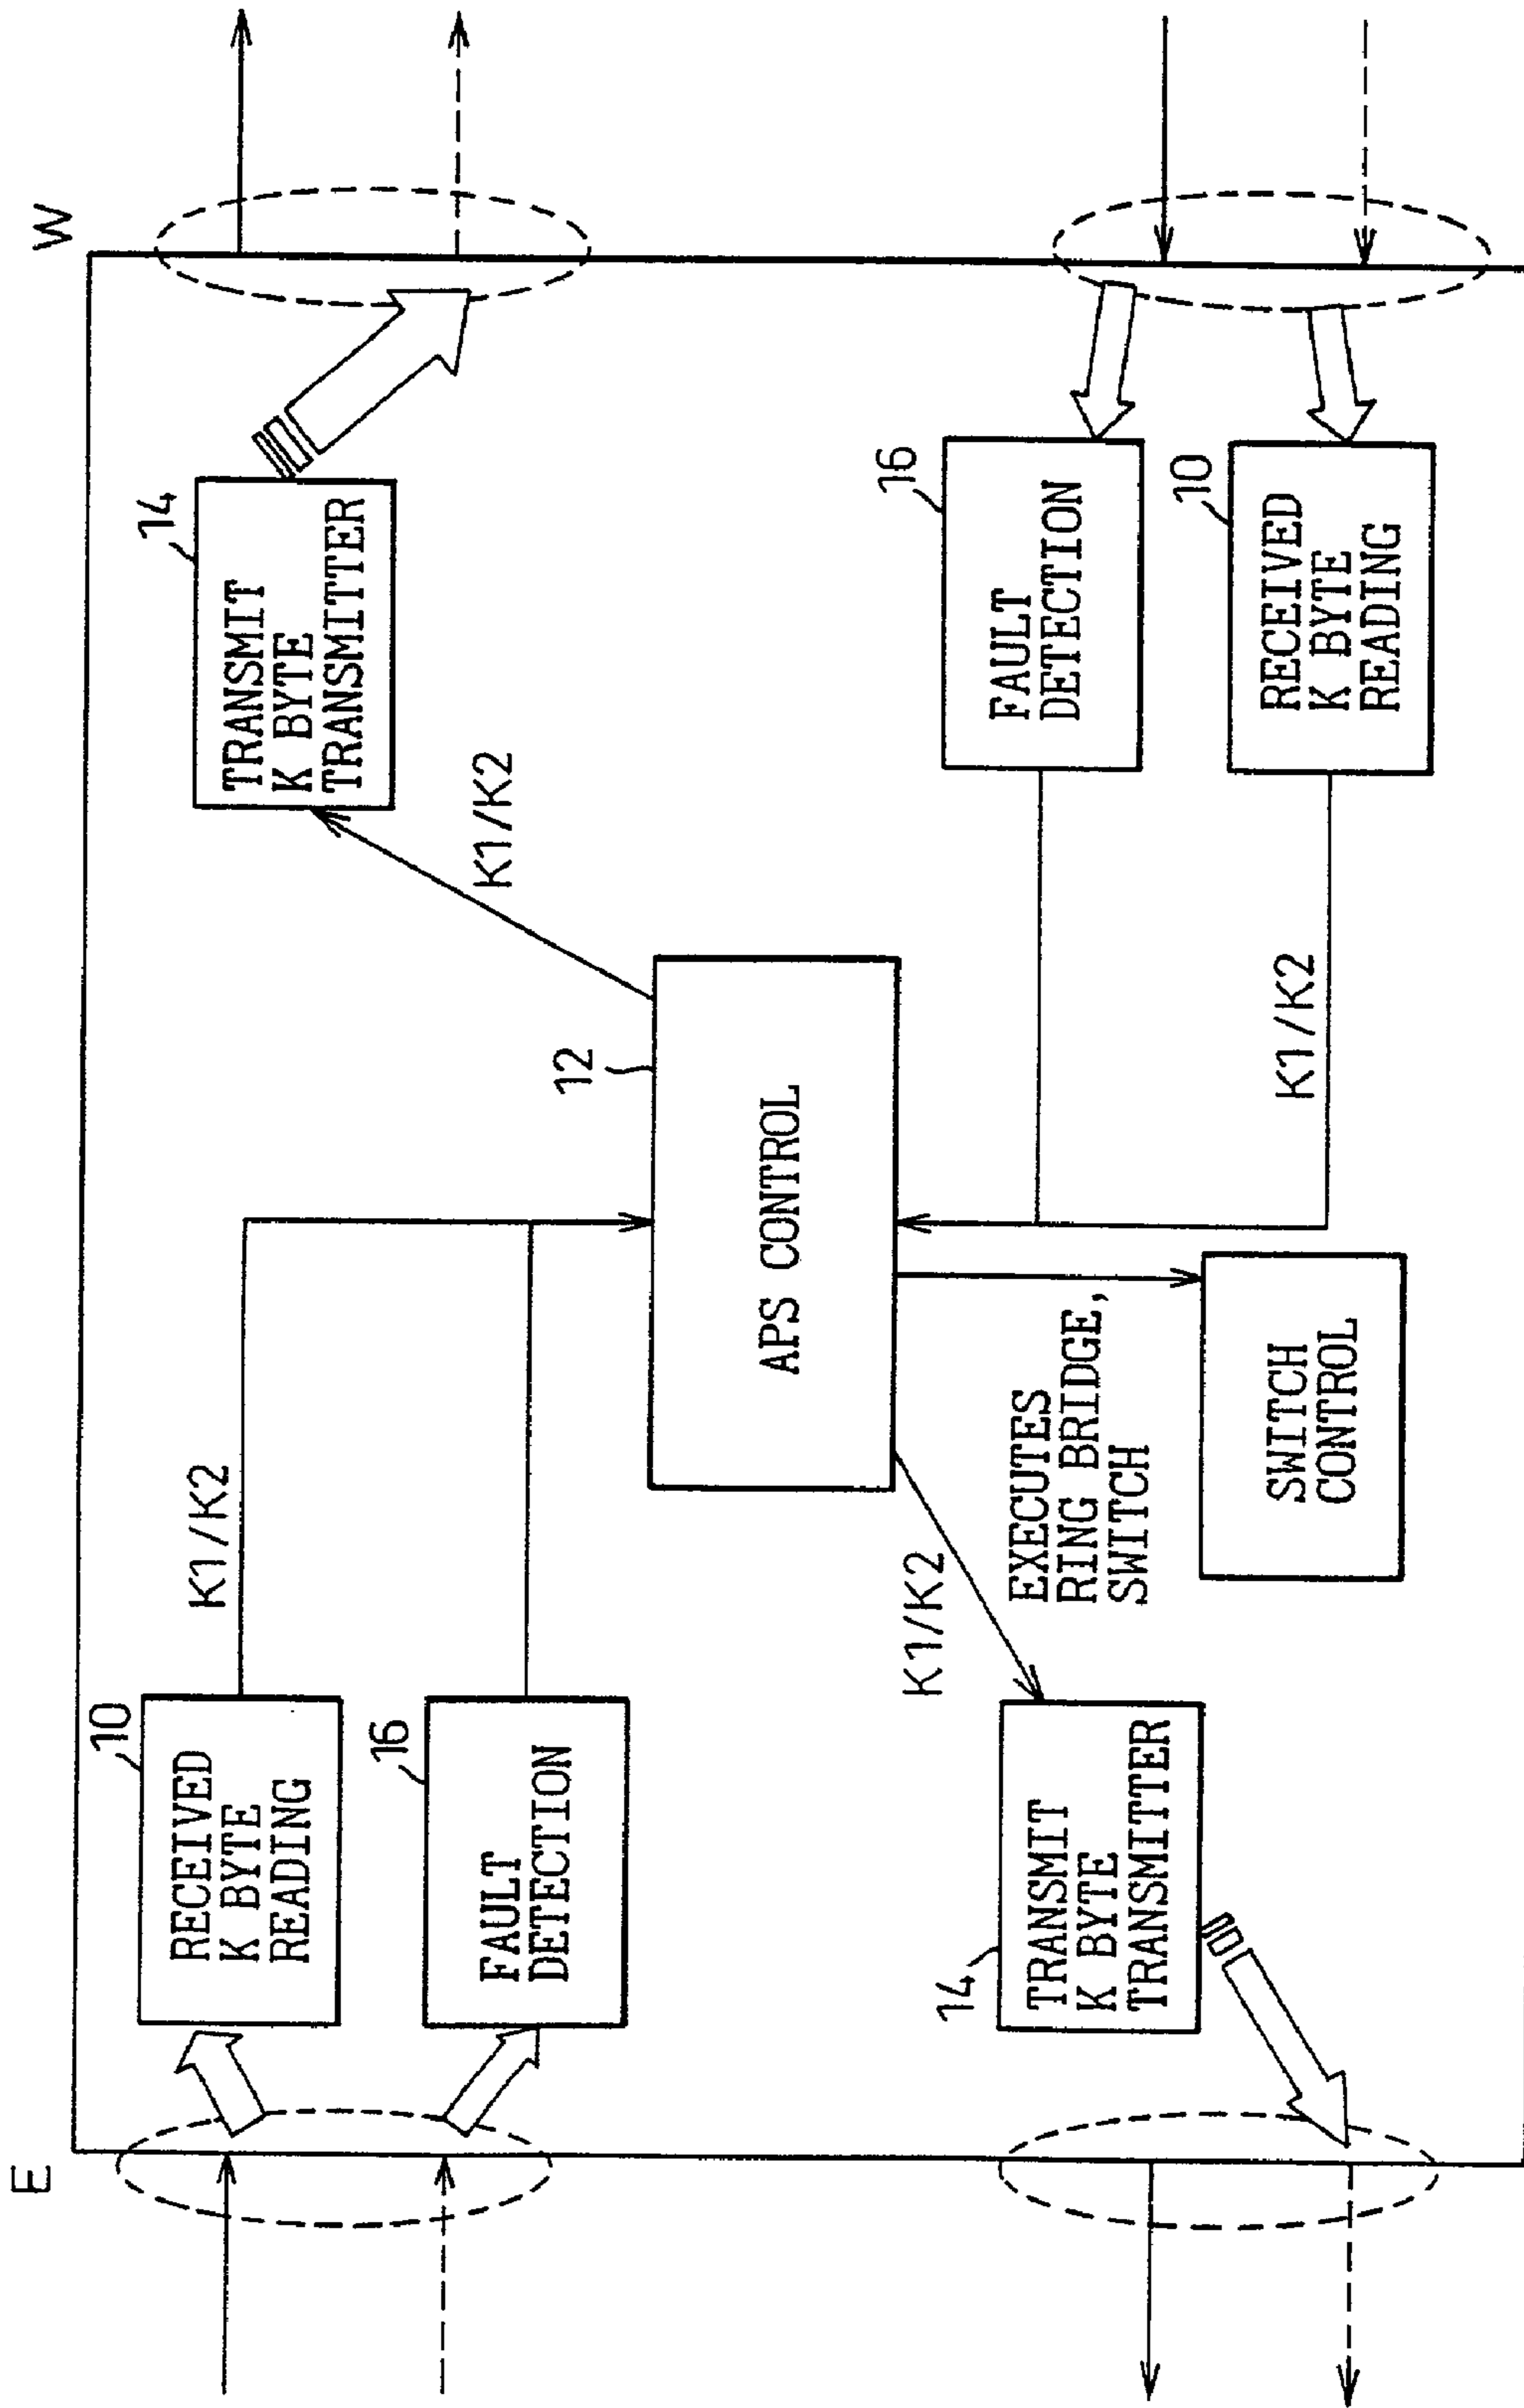 E
W
10
RECEIVED
K BYTE
READING
K1/K2
14
TRANSMIT
K BYTE
TRANSMITTER
16
FAULT
DETECTION
K1/K2
12
APS CONTROL
16
FAULT
DETECTION
K1/K2
EXECUTES
RING BRIDGE,
SWITCH
14
TRANSMIT
K BYTE
TRANSMITTER
SWITCH
CONTROL
K1/K2
10
RECEIVED
K BYTE
READING